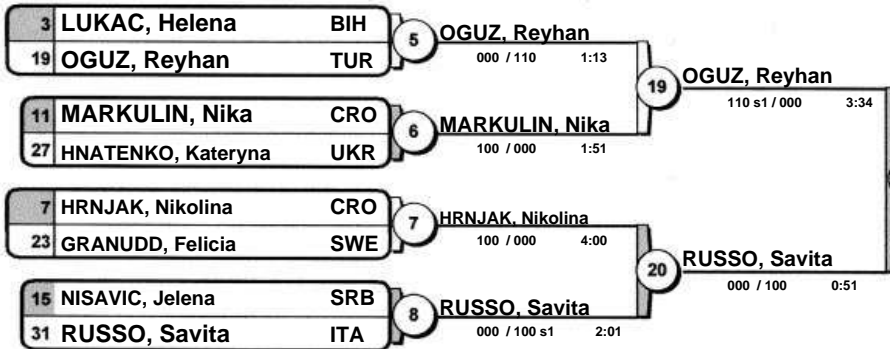 3 LUKAC, Helena BIH
19 OGUZ, Reyhan TUR
5 OGUZ, Reyhan
000 / 110 1:13
11 MARKULIN, Nika CRO
27 HNATENKO, Kateryna UKR
6 MARKULIN, Nika
100 / 000 1:51
19 OGUZ, Reyhan
110 s1 / 000 3:34
7 HRNJAK, Nikolina CRO
23 GRANUDD, Felicia SWE
7 HRNJAK, Nikolina
100 / 000 4:00
15 NISAVIC, Jelena SRB
31 RUSSO, Savita ITA
8 RUSSO, Savita
000 / 100 s1 2:01
20 RUSSO, Savita
000 / 100 0:51